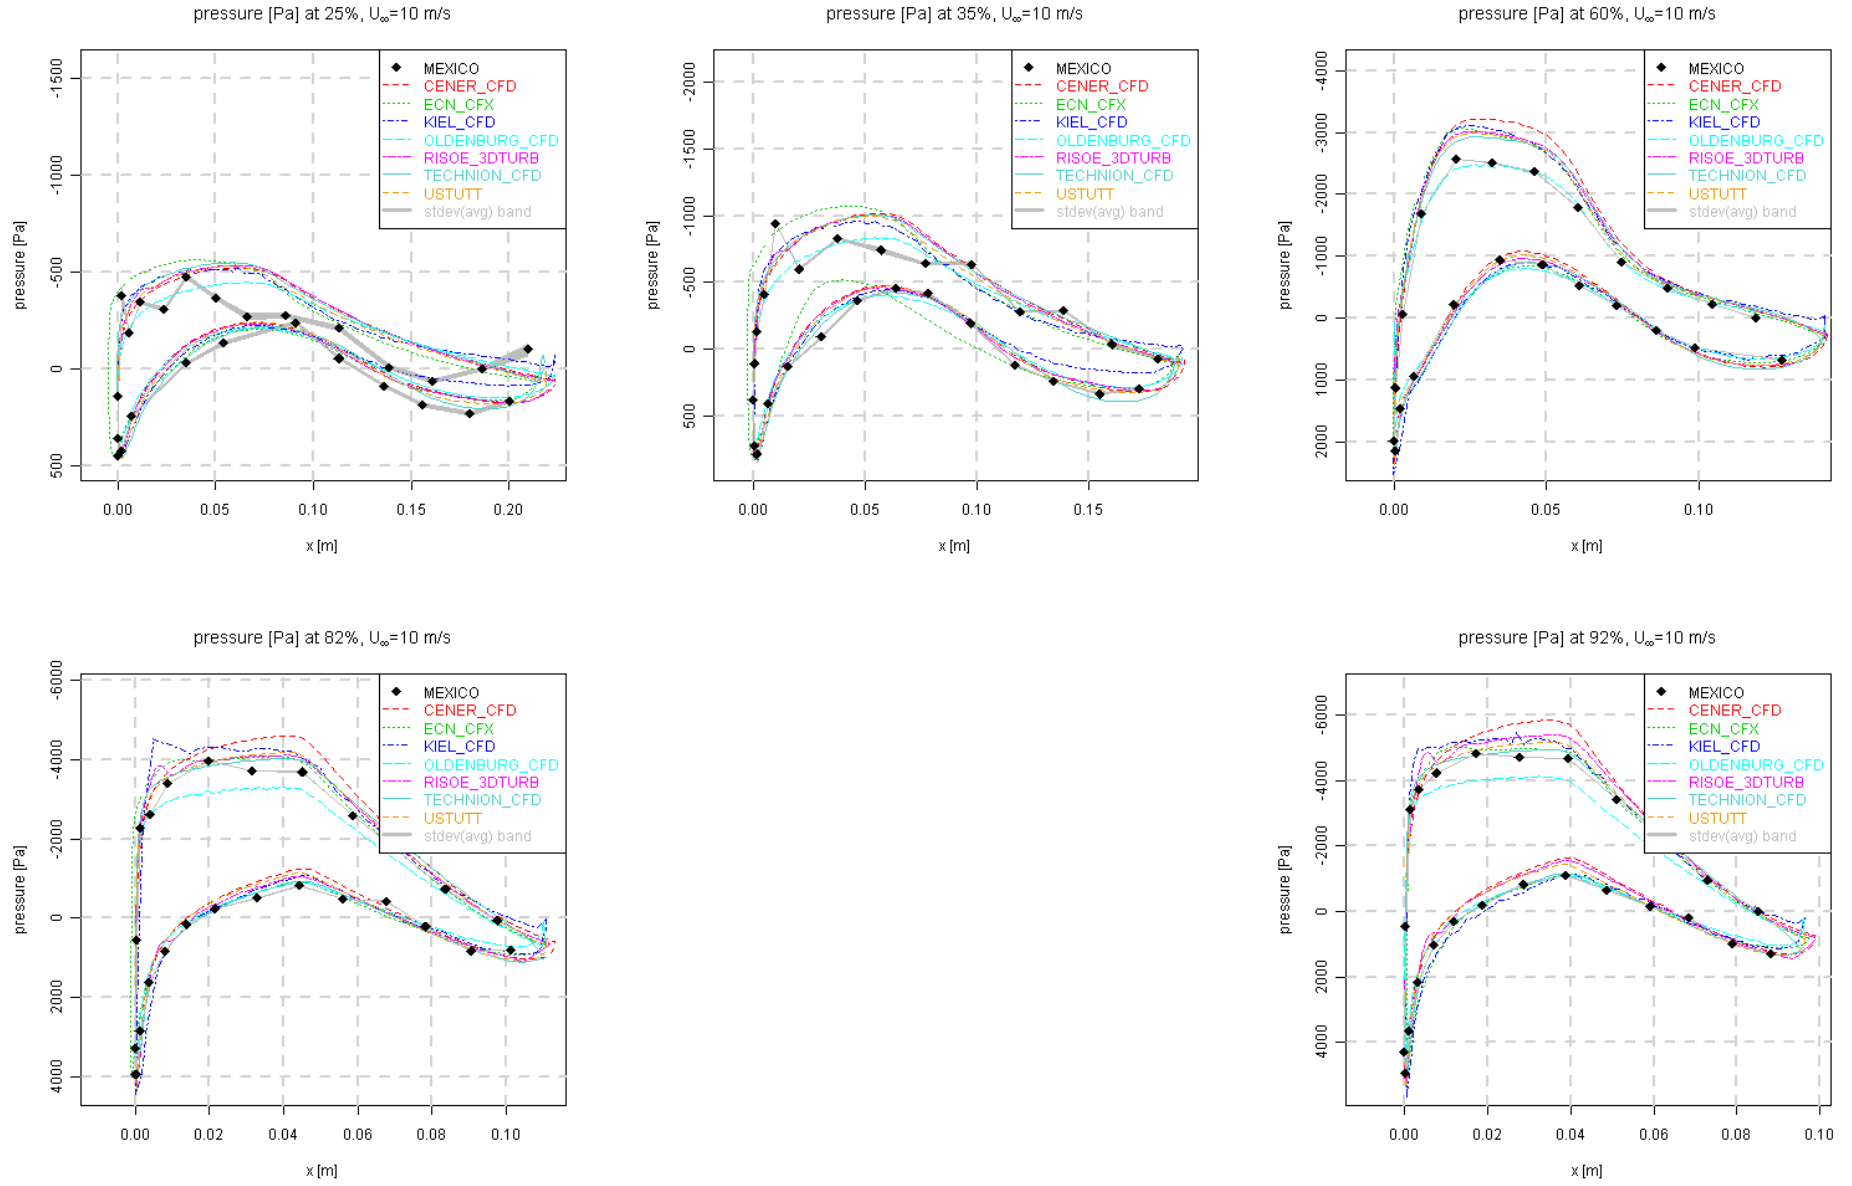 pressure [Pa] at 25%, U∞=10 m/s
pressure [Pa]
-1500
-1000
-500
0
500
0.00 0.05 0.10 0.15 0.20
x [m]
MEXICO
CENER_CFD
ECN_CFX
KIEL_CFD
OLDENBURG_CFD
RISOE_3DTURB
TECHNION_CFD
USTUTT
stdev(avg) band
pressure [Pa] at 35%, U∞=10 m/s
pressure [Pa]
-2000
-1500
-1000
-500
0
500
0.00 0.05 0.10 0.15
x [m]
MEXICO
CENER_CFD
ECN_CFX
KIEL_CFD
OLDENBURG_CFD
RISOE_3DTURB
TECHNION_CFD
USTUTT
stdev(avg) band
pressure [Pa] at 60%, U∞=10 m/s
pressure [Pa]
-4000
-3000
-2000
-1000
0
1000
2000
0.00 0.05 0.10
x [m]
MEXICO
CENER_CFD
ECN_CFX
KIEL_CFD
OLDENBURG_CFD
RISOE_3DTURB
TECHNION_CFD
USTUTT
stdev(avg) band
pressure [Pa] at 82%, U∞=10 m/s
pressure [Pa]
-6000
-4000
-2000
0
2000
4000
0.00 0.02 0.04 0.06 0.08 0.10
x [m]
MEXICO
CENER_CFD
ECN_CFX
KIEL_CFD
OLDENBURG_CFD
RISOE_3DTURB
TECHNION_CFD
USTUTT
stdev(avg) band
pressure [Pa] at 92%, U∞=10 m/s
pressure [Pa]
-6000
-4000
-2000
0
2000
4000
0.00 0.02 0.04 0.06 0.08 0.10
x [m]
MEXICO
CENER_CFD
ECN_CFX
KIEL_CFD
OLDENBURG_CFD
RISOE_3DTURB
TECHNION_CFD
USTUTT
stdev(avg) band